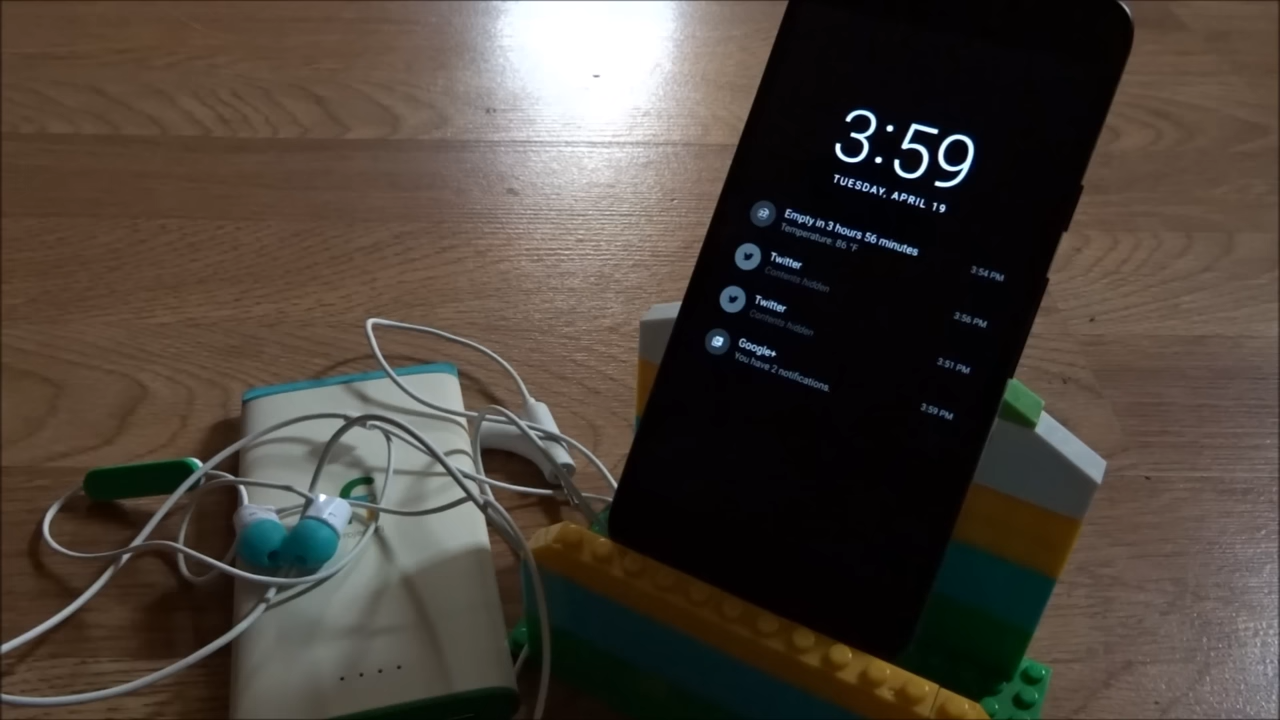 3:59
TUESDAY, APRIL 19
Empty in 3 hours 56 minutes
Temperature: 86 °F
3:54 PM
Twitter
Contents hidden
3:56 PM
Twitter
Contents hidden
3:51 PM
Google+
You have 2 notifications.
3:59 PM